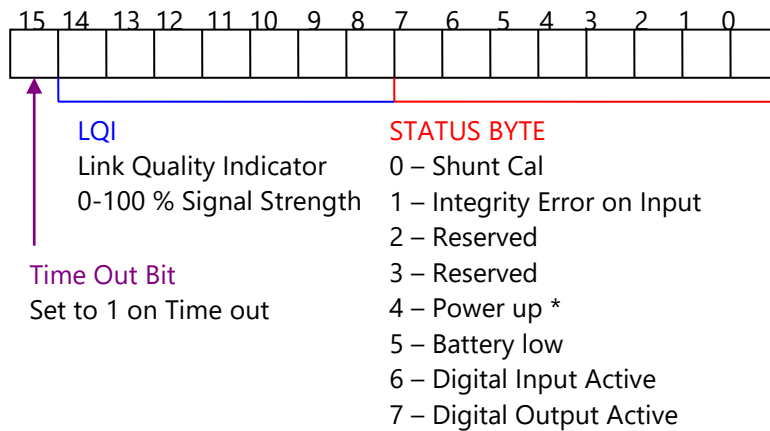 15 14 13 12 11 10 9 8 7 6 5 4 3 2 1 0
LQI
Link Quality Indicator
0-100 % Signal Strength
Time Out Bit
Set to 1 on Time out
STATUS BYTE
0 – Shunt Cal
1 – Integrity Error on Input
2 – Reserved
3 – Reserved
4 – Power up *
5 – Battery low
6 – Digital Input Active
7 – Digital Output Active